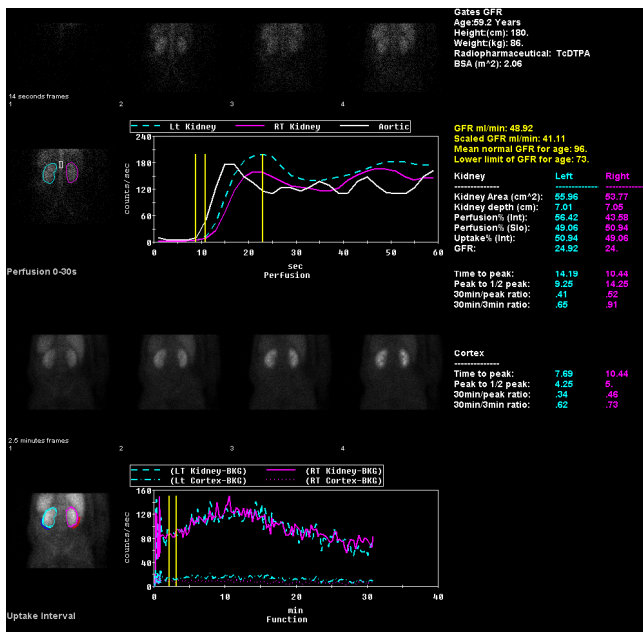 Gates GFR
Age:59.2 Years
Height:(cm): 180.
Weight:(kg): 86.
Radiopharmaceutical: TcDTPA
BSA (m^2): 2.06
14 seconds frames
1 2 3 4
Lt Kidney RT Kidney Aortic
240
180
120
60
0
counts/sec
0 10 20 30 40 50 60
sec
Perfusion
Perfusion 0-30s
GFR ml/min: 48.92
Scaled GFR ml/min: 41.11
Mean normal GFR for age: 96.
Lower limit of GFR for age: 73.
Kidney Left Right
Kidney Area (cm^2): 55.96 53.77
Kidney depth (cm): 7.01 7.05
Perfusion% (Int): 56.42 43.58
Perfusion% (Slo): 49.06 50.94
Uptake% (Int): 50.94 49.06
GFR: 24.92 24.
Time to peak: 14.19 10.44
Peak to 1/2 peak: 9.25 14.25
30min/peak ratio: .41 .52
30min/3min ratio: .65 .91
Cortex
Time to peak: 7.69 10.44
Peak to 1/2 peak: 4.25 5.
30min/peak ratio: .34 .46
30min/3min ratio: .62 .73
2.5 minutes frames
1 2 3 4
(LT Kidney-BKG) (RT Kidney-BKG)
(Lt Cortex-BKG) (RT Cortex-BKG)
160
120
80
40
0
counts/sec
0 10 20 30 40
min
Function
Uptake Interval